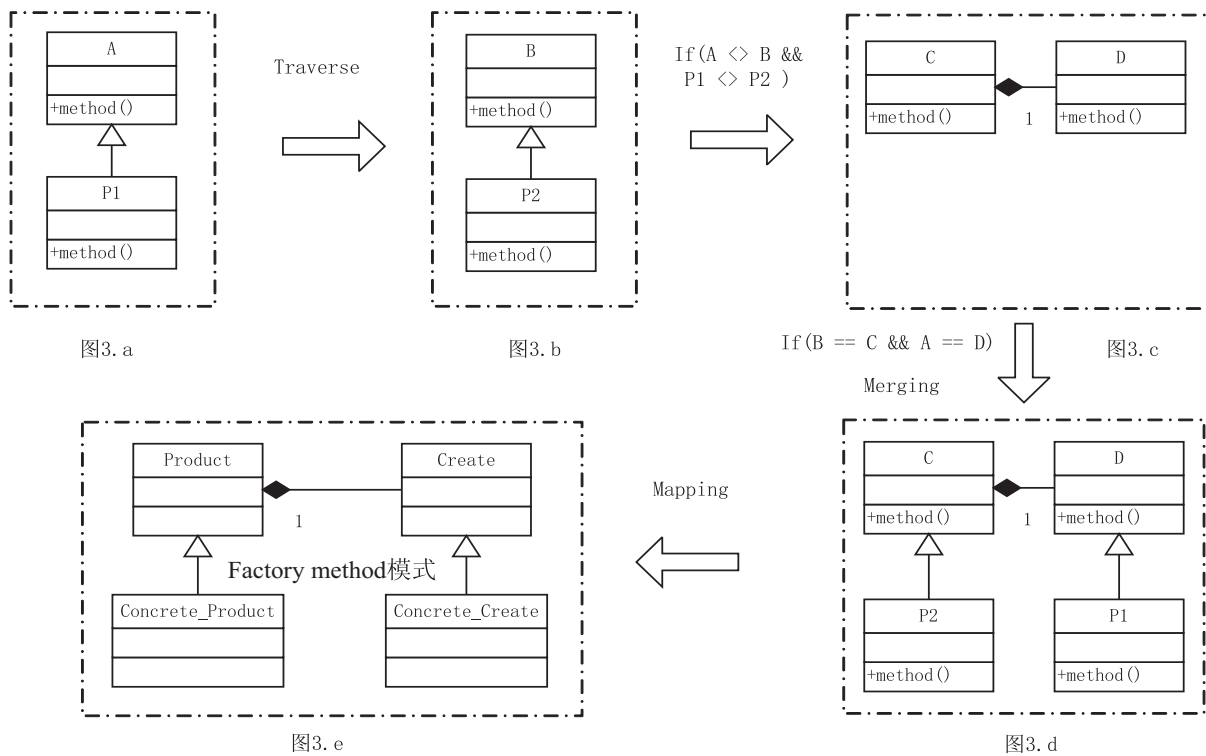 A
+method()
P1
+method()
图3.a
Traverse
B
+method()
P2
+method()
图3.b
If(A <> B &&
P1 <> P2 )
C
+method()
1
D
+method()
图3.c
If(B == C && A == D)
Merging
C
+method()
1
D
+method()
P2
+method()
P1
+method()
图3.d
Mapping
Product
Create
1
Factory method模式
Concrete_Product
Concrete_Create
图3.e